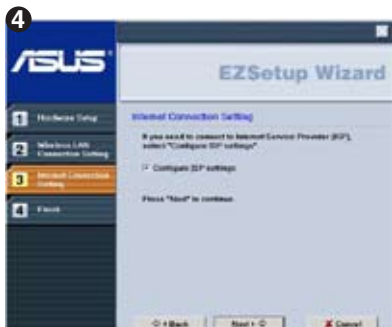 4
ASUS
EZSetup Wizard
1 Hardware Setup
2 Wireless LAN
Connection Setting
3 Internet Connection
Setting
4 Finish
Internet Connection Setting
If you need to connect to Internet Service Provider (ISP),
select "Configure ISP settings"
Configure ISP settings
Press "Next" to continue.
< Back
Next >
Cancel